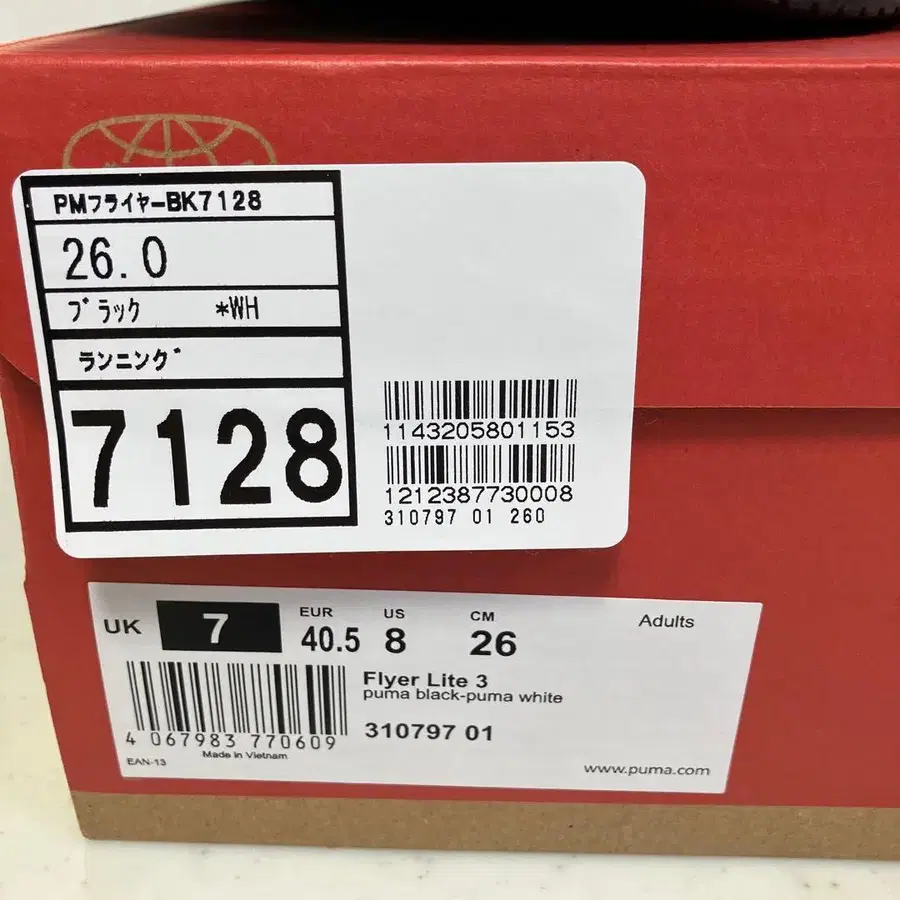 PMフライヤーBK7128
26.0
ブラック *WH
ランニング
7128
1143205801153
1212387730008
310797 01 260
UK 7 EUR 40.5 US 8 CM 26 Adults
Flyer Lite 3
puma black-puma white
310797 01
4 067983 770609
Made in Vietnam
EAN-13
www.puma.com